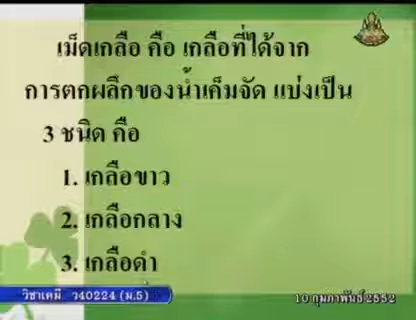 เม็ดเกลือ คือ เกลือที่ได้จาก
การตกผลึกของน้ำเค็มจัด แบ่งเป็น
3 ชนิด คือ
1. เกลือขาว
2. เกลือกลาง
3. เกลือดำ
วิชาเคมี ว40224 (ม.5)
10 กุมภาพันธ์ 2552